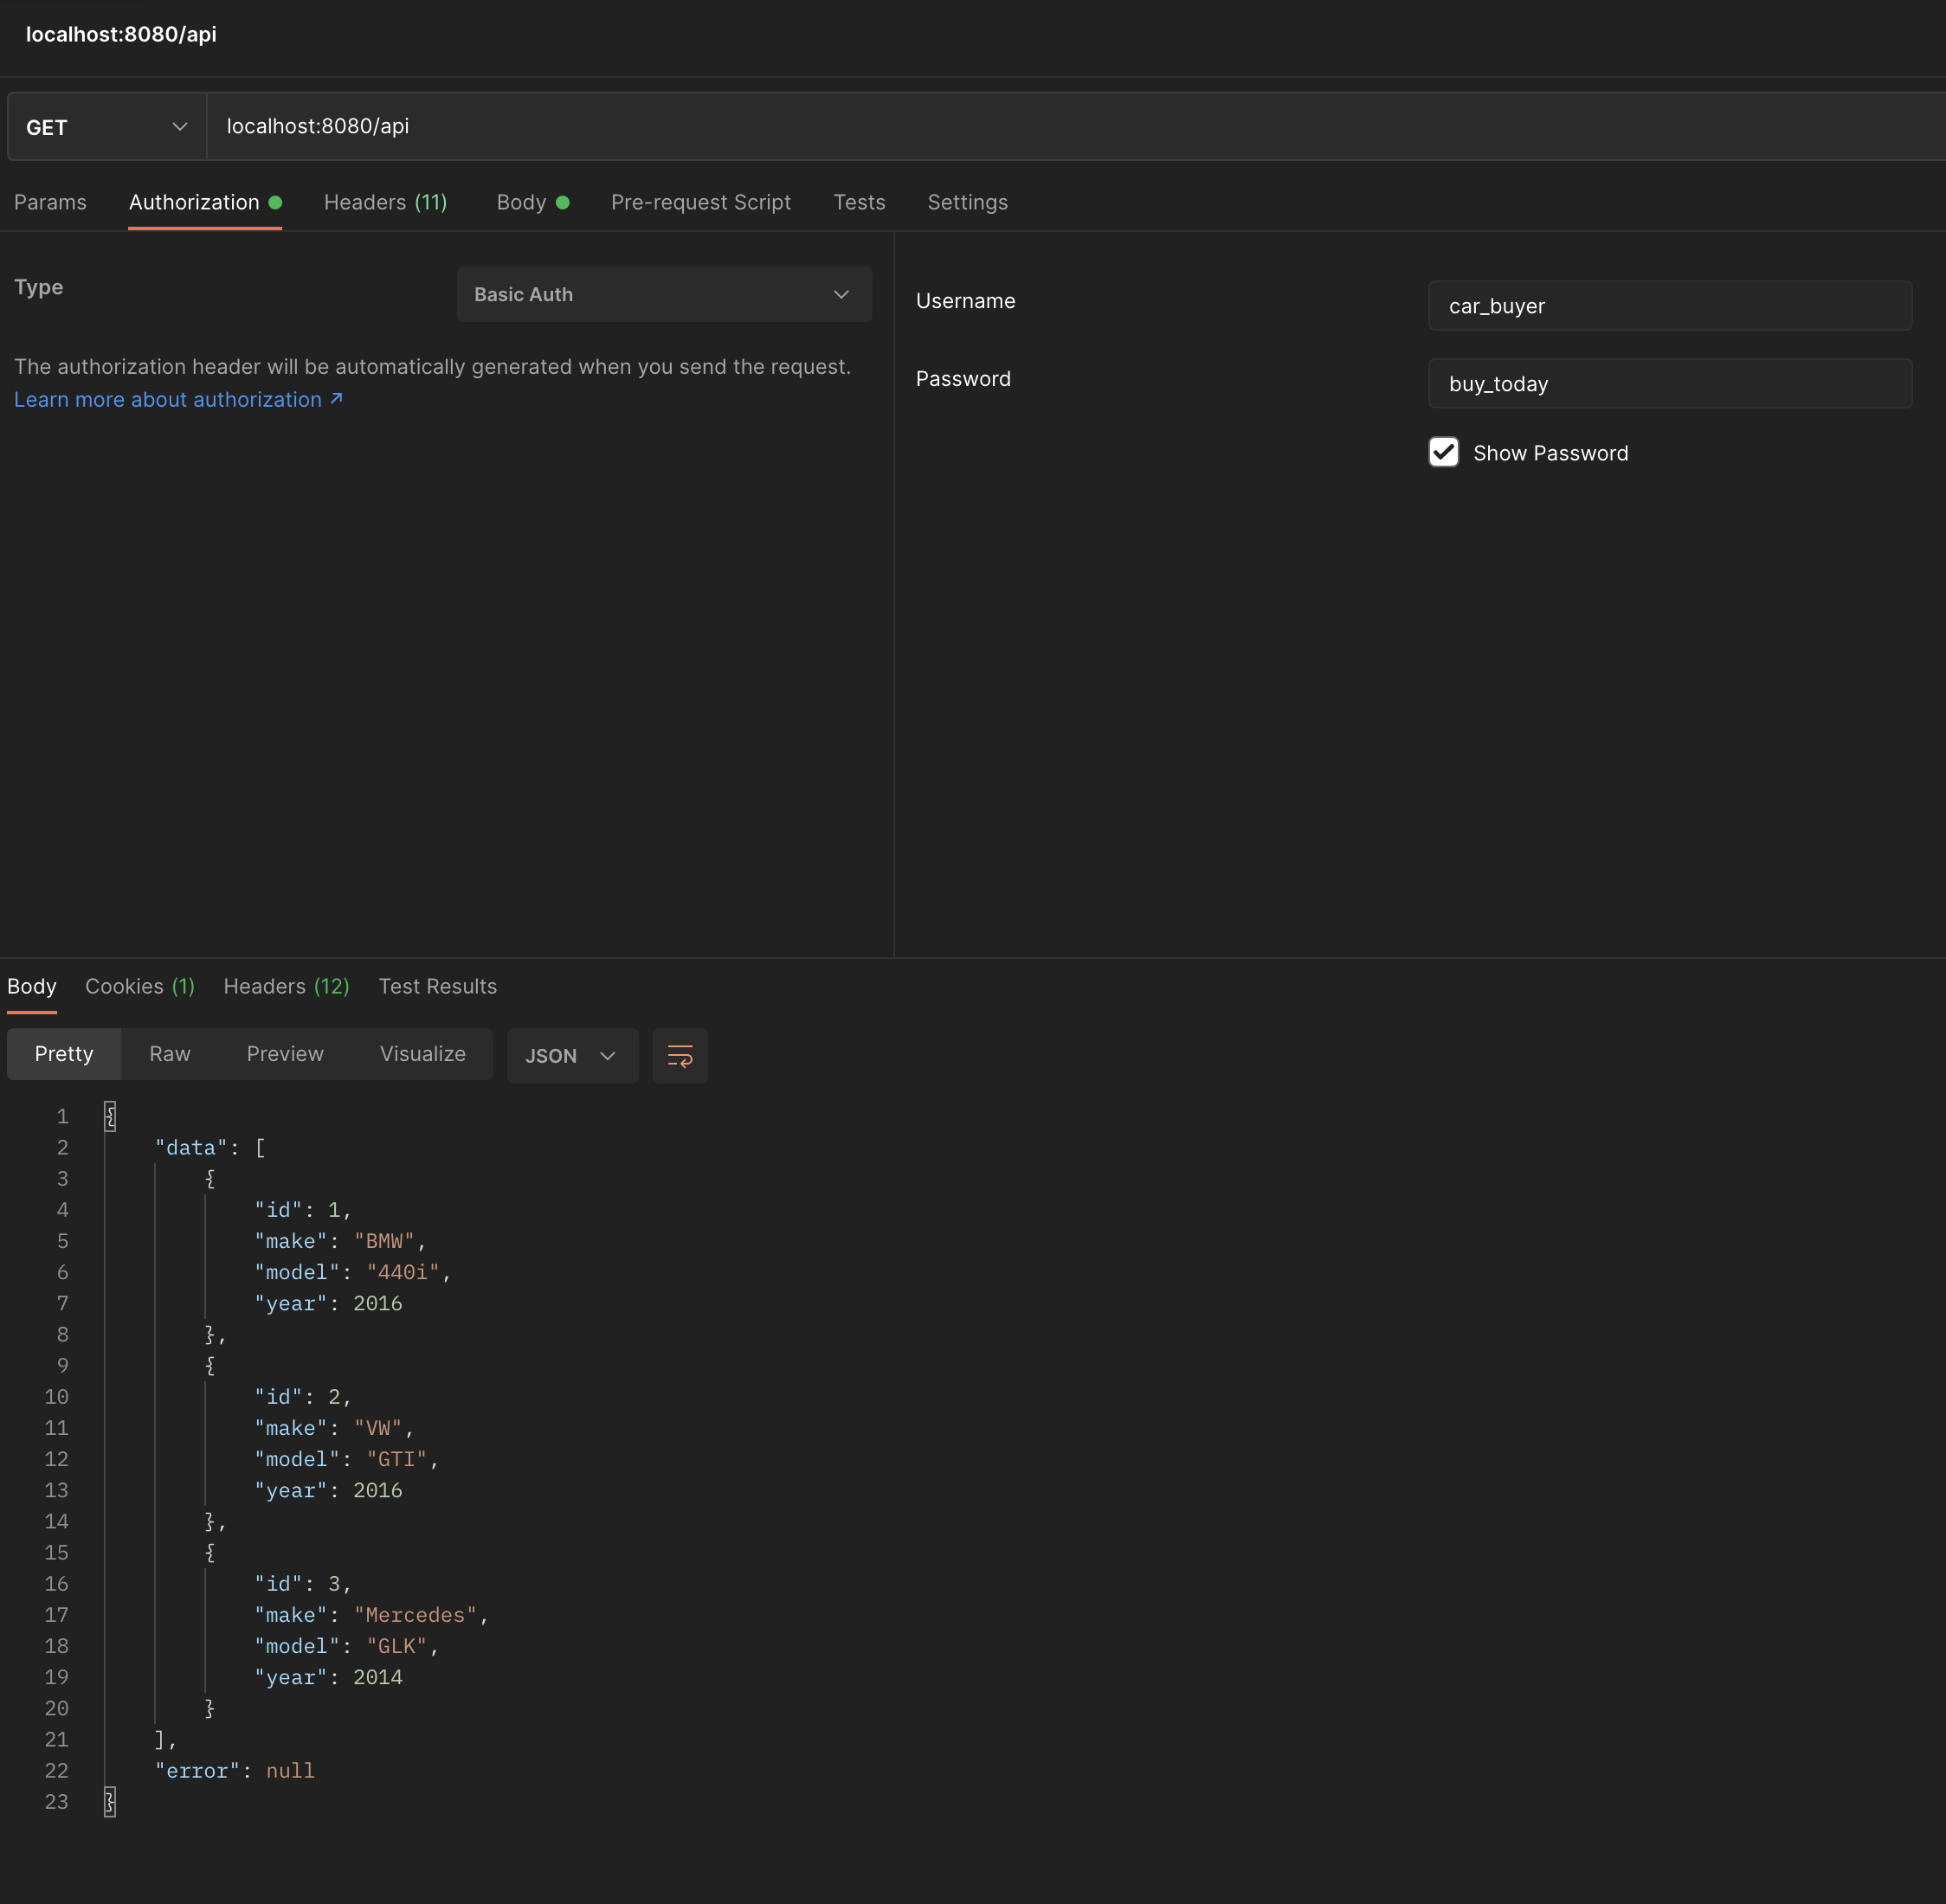 localhost:8080/api
GET localhost:8080/api
Params Authorization Headers (11) Body Pre-request Script Tests Settings
Type Basic Auth
The authorization header will be automatically generated when you send the request.
Learn more about authorization ↗
Username car_buyer
Password buy_today
Show Password
Body Cookies (1) Headers (12) Test Results
Pretty Raw Preview Visualize JSON
1 {
2 "data": [
3 {
4 "id": 1,
5 "make": "BMW",
6 "model": "440i",
7 "year": 2016
8 },
9 {
10 "id": 2,
11 "make": "VW",
12 "model": "GTI",
13 "year": 2016
14 },
15 {
16 "id": 3,
17 "make": "Mercedes",
18 "model": "GLK",
19 "year": 2014
20 }
21 ],
22 "error": null
23 }